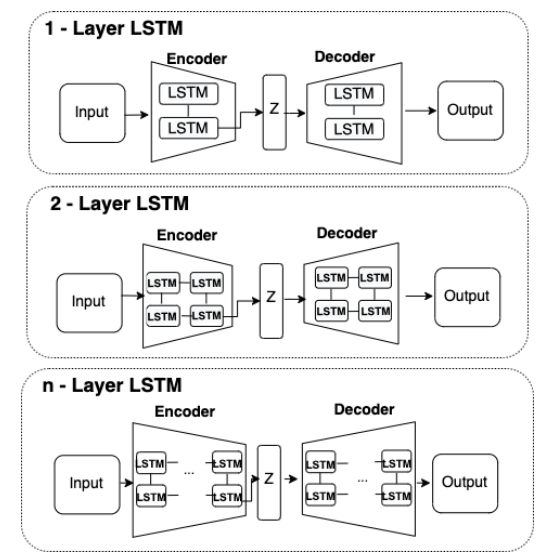 1 - Layer LSTM
Encoder
Decoder
Input
LSTM
LSTM
Z
LSTM
LSTM
Output
2 - Layer LSTM
Encoder
Decoder
Input
LSTM LSTM
LSTM LSTM
Z
LSTM LSTM
LSTM LSTM
Output
n - Layer LSTM
Encoder
Decoder
Input
LSTM ... LSTM
LSTM LSTM
Z
LSTM ... LSTM
LSTM LSTM
Output